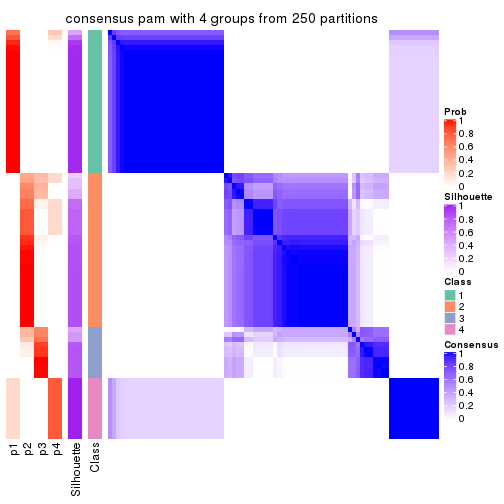 consensus pam with 4 groups from 250 partitions
Prob
1
0.8
0.6
0.4
0.2
0
Silhouette
1
0.8
0.6
0.4
0.2
0
Class
1
2
3
4
Consensus
1
0.8
0.6
0.4
0.2
0
p1
p2
p3
p4
Silhouette
Class